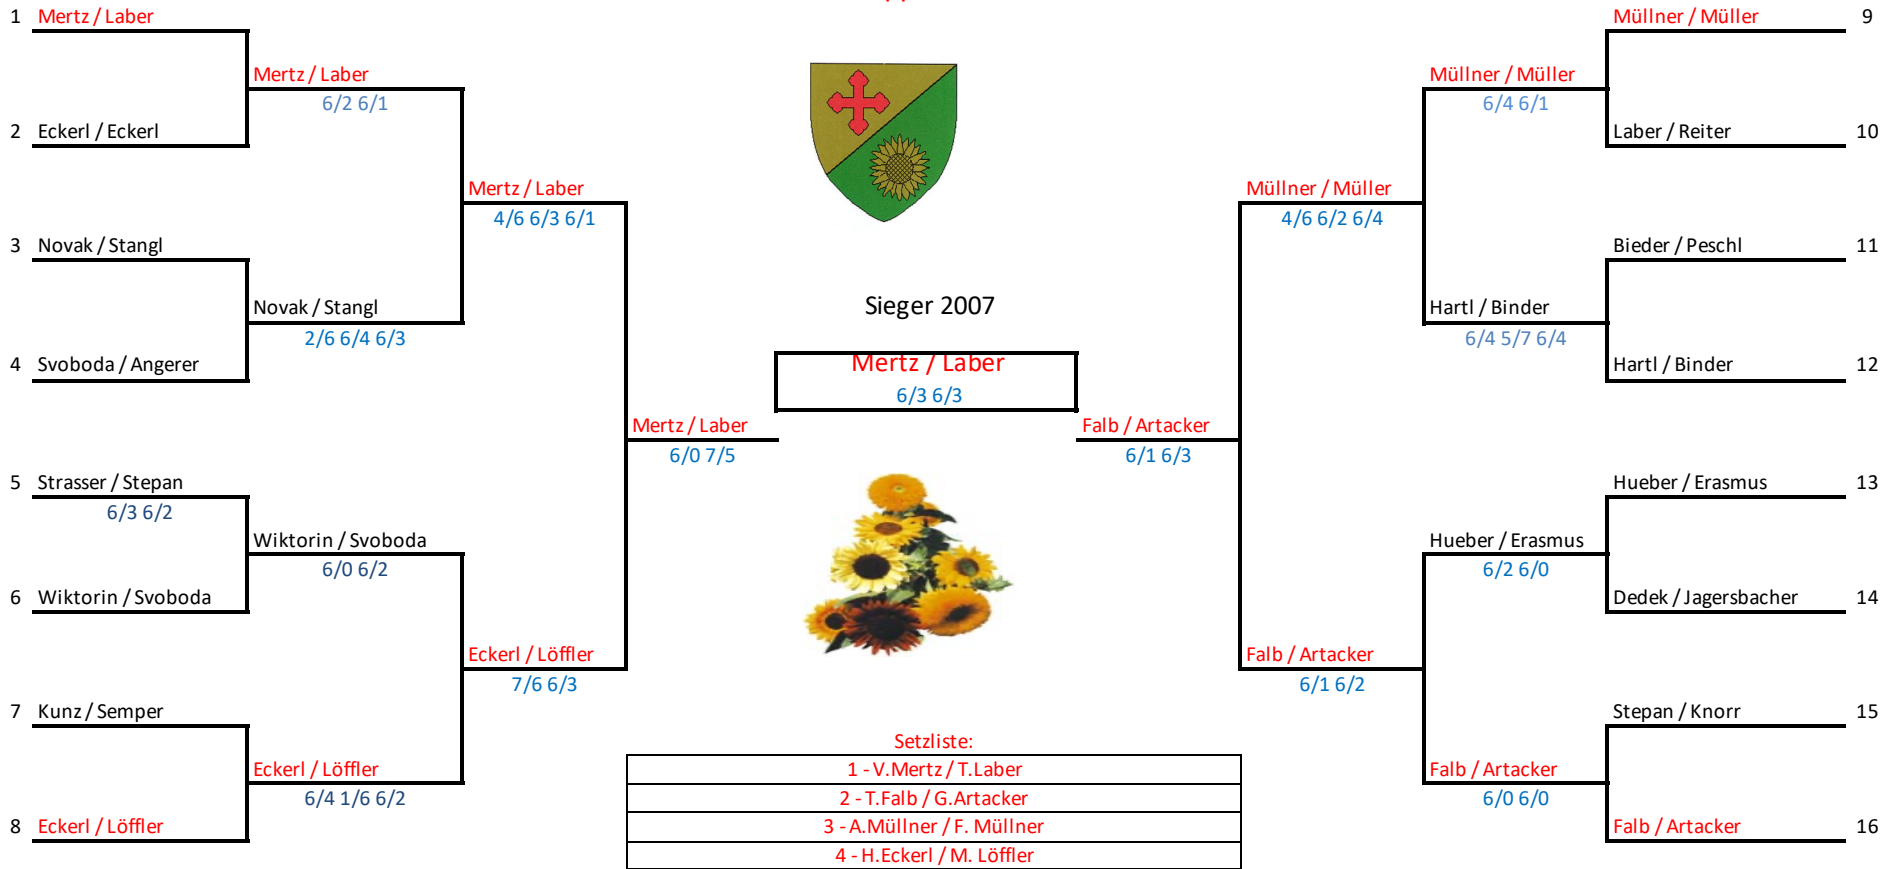 1 Mertz / Laber
Müllner / Müller 9
Mertz / Laber
6/2 6/1
Müllner / Müller
6/4 6/1
2 Eckerl / Eckerl
Laber / Reiter 10
Mertz / Laber
4/6 6/3 6/1
Müllner / Müller
4/6 6/2 6/4
3 Novak / Stangl
Bieder / Peschl 11
Novak / Stangl
2/6 6/4 6/3
Sieger 2007
Hartl / Binder
6/4 5/7 6/4
4 Svoboda / Angerer
Mertz / Laber
6/3 6/3
Hartl / Binder 12
Mertz / Laber
6/0 7/5
Falb / Artacker
6/1 6/3
5 Strasser / Stepan
6/3 6/2
Hueber / Erasmus 13
Wiktorin / Svoboda
6/0 6/2
Hueber / Erasmus
6/2 6/0
6 Wiktorin / Svoboda
Dedek / Jagersbacher 14
Eckerl / Löffler
7/6 6/3
Falb / Artacker
6/1 6/2
7 Kunz / Semper
Stepan / Knorr 15
Eckerl / Löffler
6/4 1/6 6/2
Falb / Artacker
6/0 6/0
8 Eckerl / Löffler
Falb / Artacker 16
Setzliste:
1 - V.Mertz / T.Laber
2 - T.Falb / G.Artacker
3 - A.Müllner / F. Müllner
4 - H.Eckerl / M. Löffler